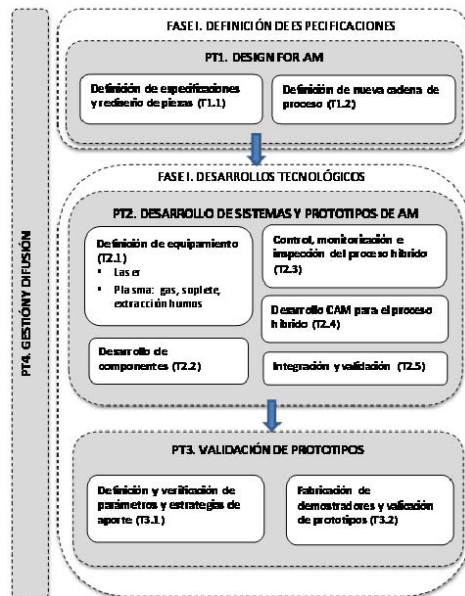 FASE I. DEFINICIÓN DE ESPECIFICACIONES
PT1. DESIGN FOR AM
Definición de especificaciones
y rediseño de piezas (T1.1)
Definición de nueva cadena de
proceso (T1.2)
FASE I. DESARROLLOS TECNOLÓGICOS
PT2. DESARROLLO DE SISTEMAS Y PROTOTIPOS DE AM
Definición de equipamiento
(T2.1)
• Laser
• Plasma: gas, soplete,
extracción humos
Control, monitorización e
inspección del proceso híbrido
(T2.3)
Desarrollo CAM para el proceso
híbrido (T2.4)
Desarrollo de
componentes (T2.2)
Integración y validación (T2.5)
PT3. VALIDACIÓN DE PROTOTIPOS
Definición y verificación de
parámetros y estrategias de
aporte (T3.1)
Fabricación de
demostradores y valicación
de prototipos (T3.2)
PT4. GESTIÓN Y DIFUSIÓN